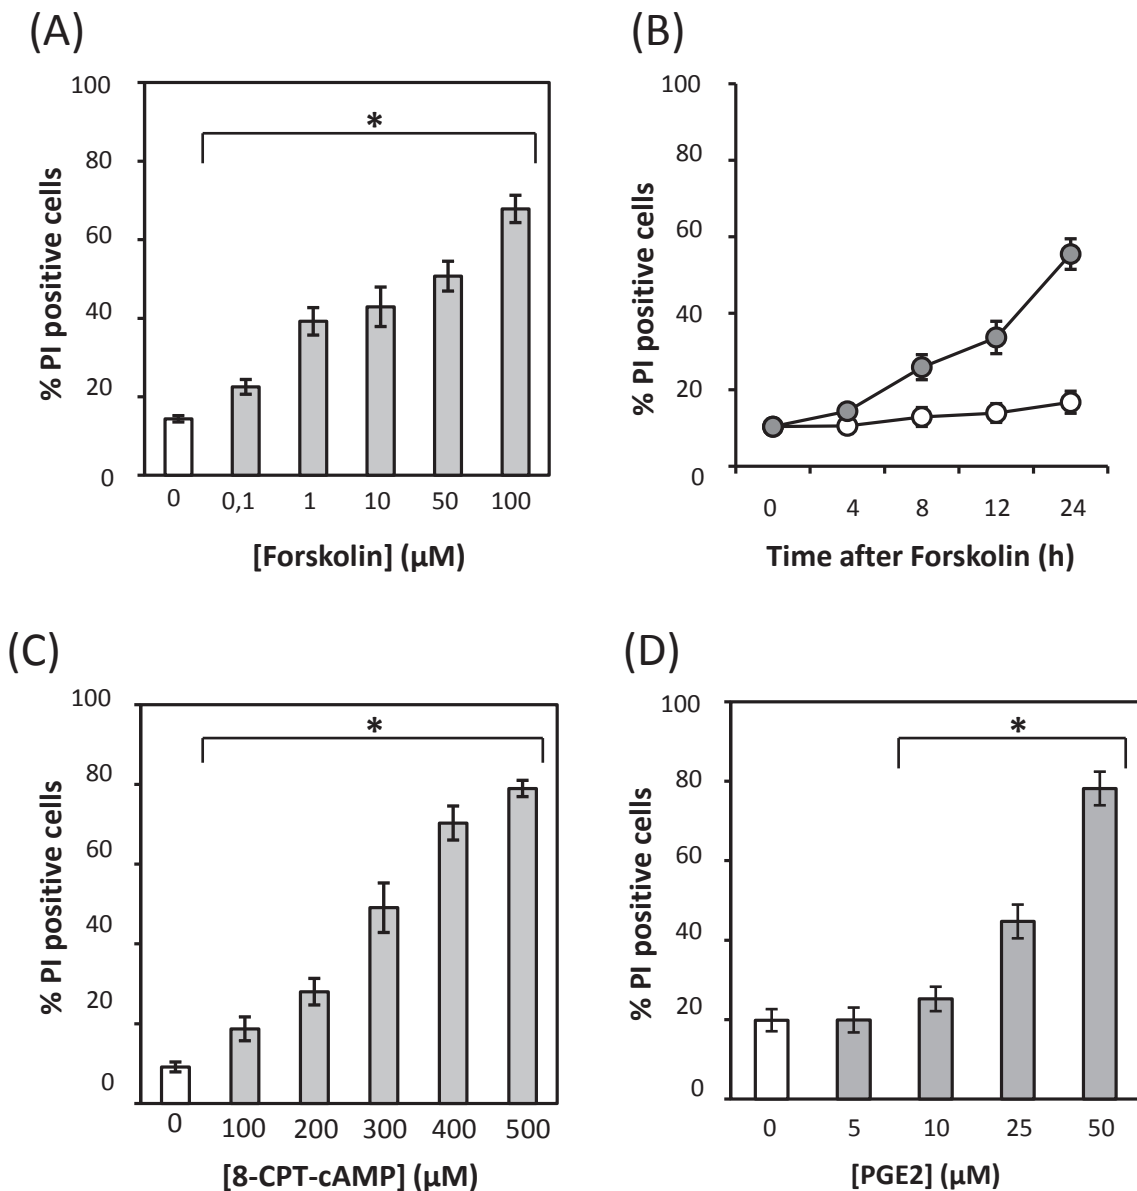 (A)
100
80
60
40
20
0
% PI positive cells
*
0 0,1 1 10 50 100
[Forskolin] (µM)
(B)
100
80
60
40
20
0
% PI positive cells
0 4 8 12 24
Time after Forskolin (h)
(C)
100
80
60
40
20
0
% PI positive cells
*
0 100 200 300 400 500
[8-CPT-cAMP] (µM)
(D)
100
80
60
40
20
0
% PI positive cells
*
0 5 10 25 50
[PGE2] (µM)